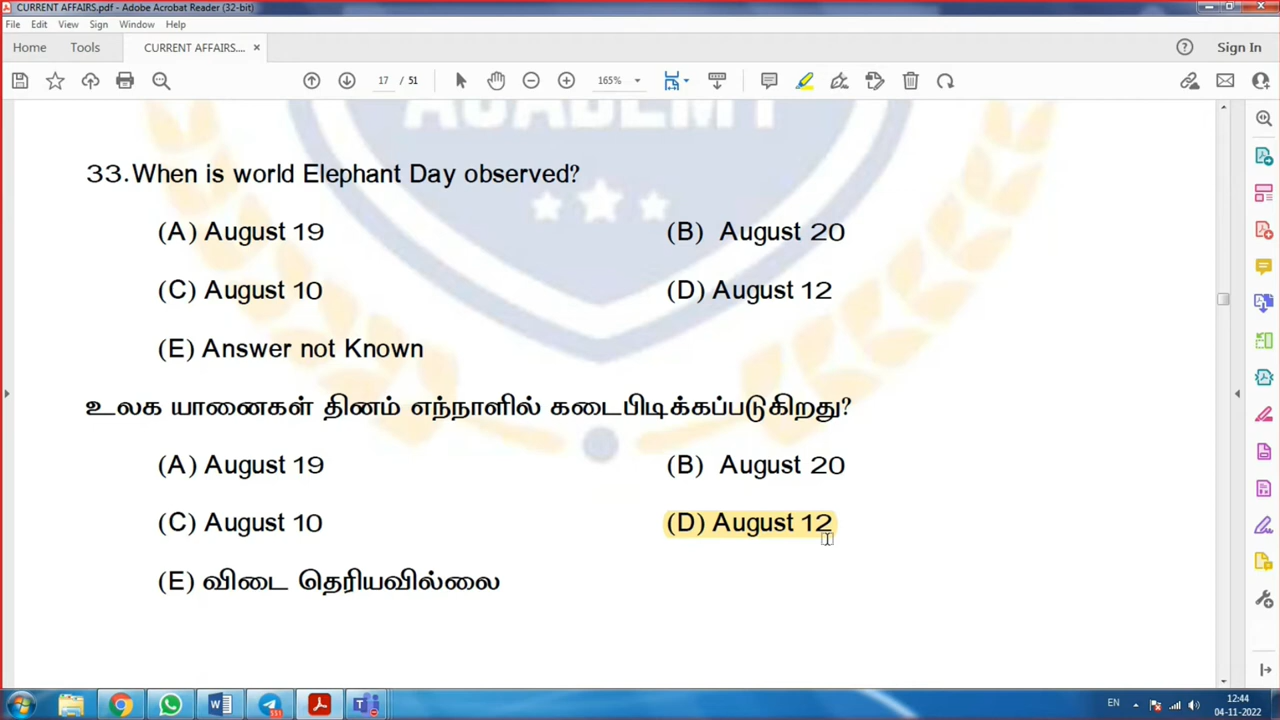 CURRENT AFFAIRS.pdf - Adobe Acrobat Reader (32-bit)
File Edit View Sign Window Help
Home Tools CURRENT AFFAIRS.... × Sign In
17 / 51 165%
ACADEMY
33.When is world Elephant Day observed?
(A) August 19 (B) August 20
(C) August 10 (D) August 12
(E) Answer not Known
உலக யானைகள் தினம் எந்நாளில் கடைபிடிக்கப்படுகிறது?
(A) August 19 (B) August 20
(C) August 10 (D) August 12
(E) விடை தெரியவில்லை
EN 12:44
04-11-2022